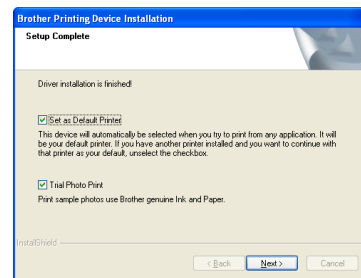 Brother Printing Device Installation
Setup Complete
Driver installation is finished!
Set as Default Printer
This device will automatically be selected when you try to print from any application. It will
be your default printer. If you have another printer installed and you want to continue with
that printer as your default, unselect the checkbox.
Trial Photo Print
Print sample photos use Brother genuine Ink and Paper.
InstallShield
< Back
Next >
Cancel